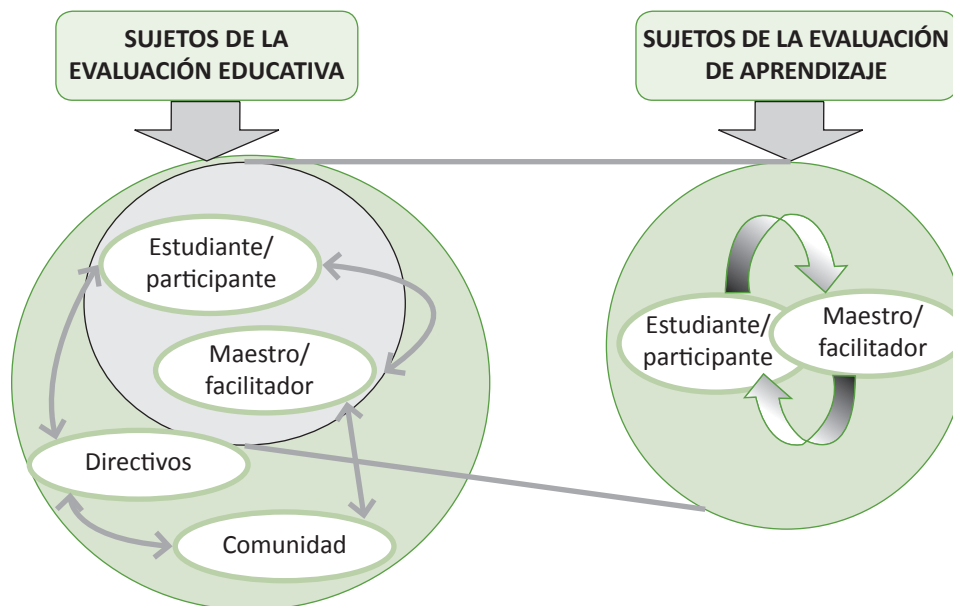 SUJETOS DE LA
EVALUACIÓN EDUCATIVA
SUJETOS DE LA EVALUACIÓN
DE APRENDIZAJE
Estudiante/
participante
Maestro/
facilitador
Directivos
Comunidad
Estudiante/
participante
Maestro/
facilitador